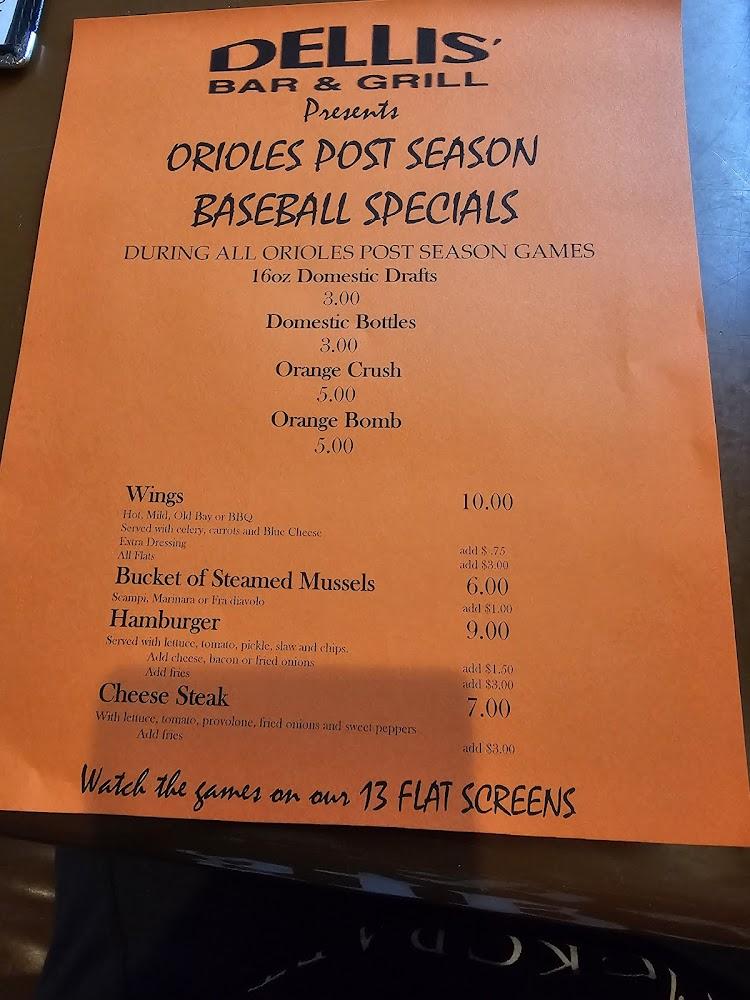 DELLIS'
BAR & GRILL
Presents
ORIOLES POST SEASON
BASEBALL SPECIALS
DURING ALL ORIOLES POST SEASON GAMES
16oz Domestic Drafts
3.00
Domestic Bottles
3.00
Orange Crush
5.00
Orange Bomb
5.00
Wings 10.00
Hot, Mild, Old Bay or BBQ
Served with celery, carrots and Blue Cheese
Extra Dressing add $ .75
All Flats add $3.00
Bucket of Steamed Mussels 6.00
Scampi, Marinara or Fra diavolo add $1.00
Hamburger 9.00
Served with lettuce, tomato, pickle, slaw and chips.
Add cheese, bacon or fried onions add $1.50
Add fries add $3.00
Cheese Steak 7.00
With lettuce, tomato, provolone, fried onions and sweet peppers
Add fries add $3.00
Watch the games on our 13 FLAT SCREENS